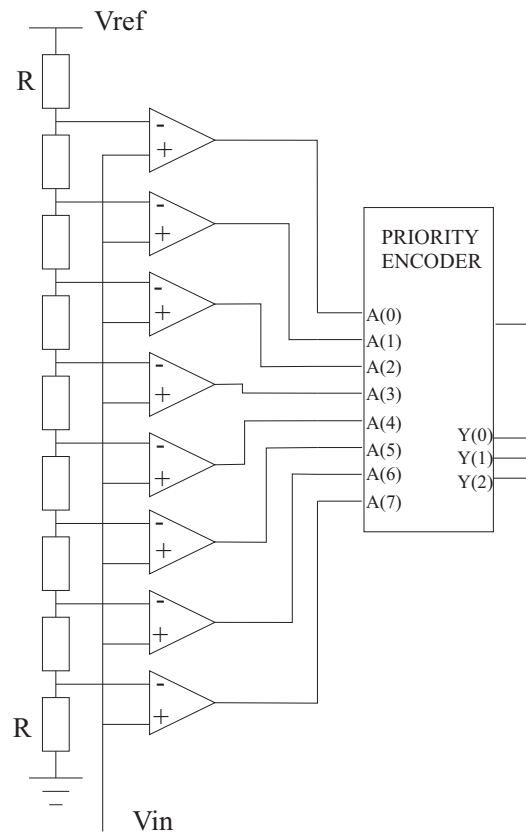 Vref
R
-
+
-
+
-
+
-
+
-
+
-
+
-
+
-
+
PRIORITY
ENCODER
A(0)
A(1)
A(2)
A(3)
A(4)
A(5)
A(6)
A(7)
Y(0)
Y(1)
Y(2)
R
Vin